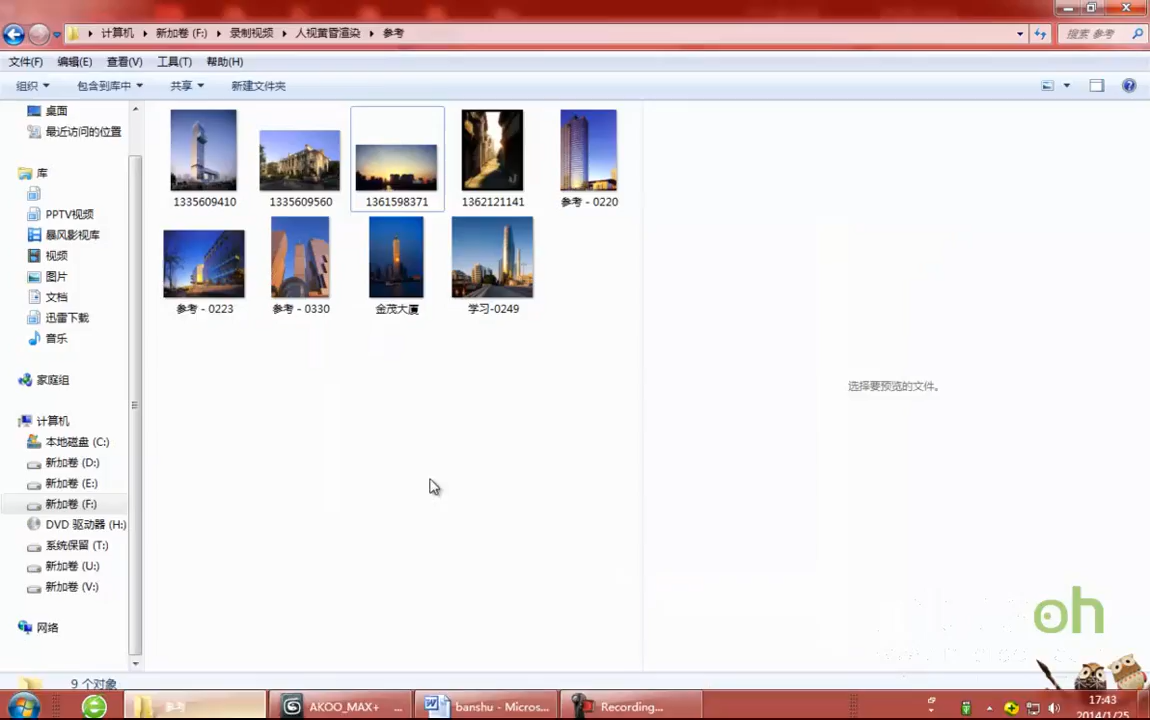 计算机 新加卷 (F:) 录制视频 人视黄昏渲染 参考 搜索 参考
文件(F) 编辑(E) 查看(V) 工具(T) 帮助(H)
组织 包含到库中 共享 新建文件夹
桌面
最近访问的位置
库
PPTV视频
暴风影视库
视频
图片
文档
迅雷下载
音乐
家庭组
计算机
本地磁盘 (C:)
新加卷 (D:)
新加卷 (E:)
新加卷 (F:)
DVD 驱动器 (H:)
系统保留 (T:)
新加卷 (U:)
新加卷 (V:)
网络
1335609410 1335609560 1361598371 1362121141 参考 - 0220
参考 - 0223 参考 - 0330 金茂大厦 学习-0249
选择要预览的文件。
oh
9 个对象
参考 AKOO_MAX+ ... banshu - Micros... Recording...
17:43
2014/1/25